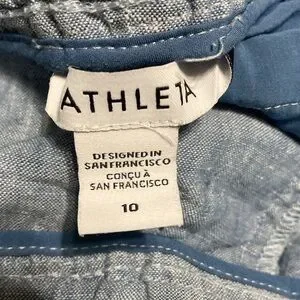 ATHLETA
DESIGNED IN
SAN FRANCISCO
CONÇU À
SAN FRANCISCO
10